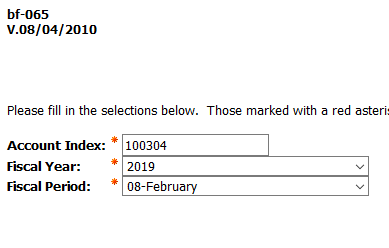 bf-065
V.08/04/2010
Please fill in the selections below. Those marked with a red
Account Index: * 100304
Fiscal Year: * 2019
Fiscal Period: * 08-February